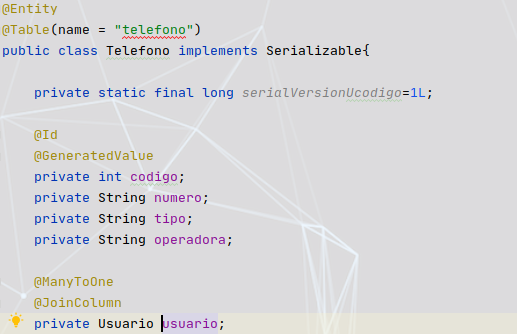 @Entity
@Table(name = "telefono")
public class Telefono implements Serializable{
private static final long serialVersionUcodigo=1L;
@Id
@GeneratedValue
private int codigo;
private String numero;
private String tipo;
private String operadora;
@ManyToOne
@JoinColumn
private Usuario usuario;